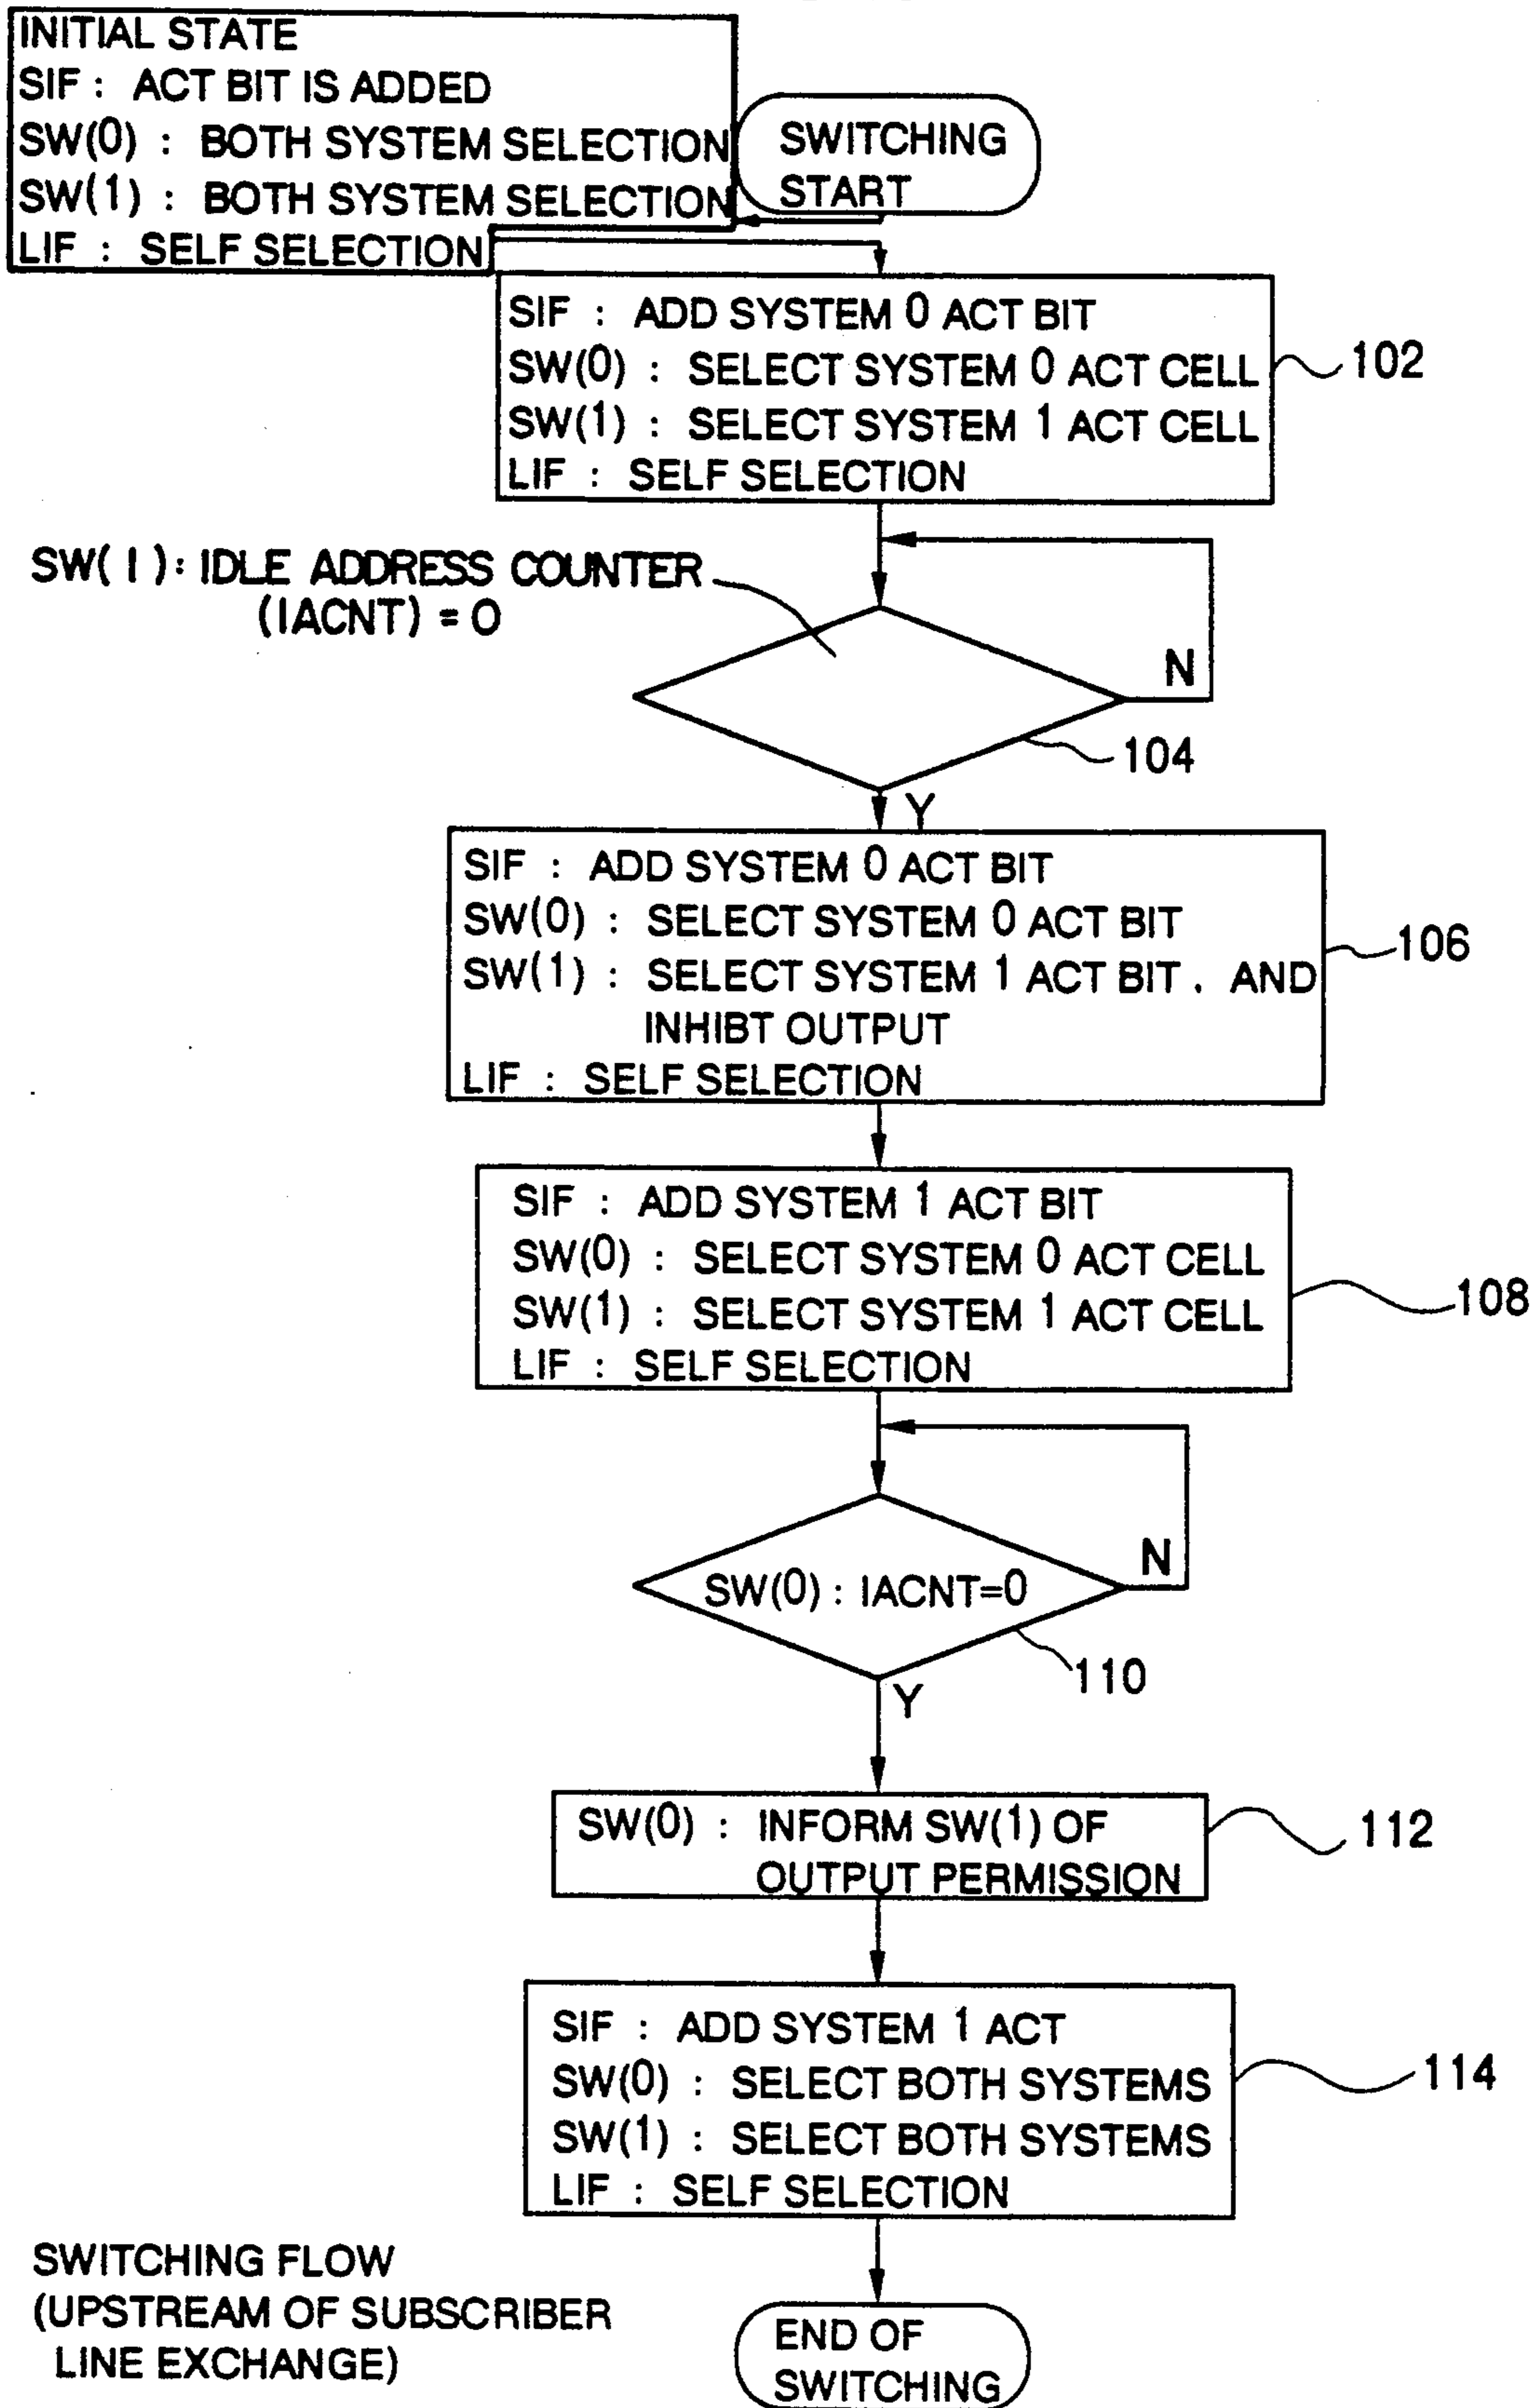 INITIAL STATE
SIF : ACT BIT IS ADDED
SW(0) : BOTH SYSTEM SELECTION
SW(1) : BOTH SYSTEM SELECTION
LIF : SELF SELECTION
SWITCHING
START
SIF : ADD SYSTEM 0 ACT BIT
SW(0) : SELECT SYSTEM 0 ACT CELL
SW(1) : SELECT SYSTEM 1 ACT CELL
LIF : SELF SELECTION
102
SW(1): IDLE ADDRESS COUNTER
(IACNT) = 0
N
104
Y
SIF : ADD SYSTEM 0 ACT BIT
SW(0) : SELECT SYSTEM 0 ACT BIT
SW(1) : SELECT SYSTEM 1 ACT BIT. AND
INHIBT OUTPUT
LIF : SELF SELECTION
106
SIF : ADD SYSTEM 1 ACT BIT
SW(0) : SELECT SYSTEM 0 ACT CELL
SW(1) : SELECT SYSTEM 1 ACT CELL
LIF : SELF SELECTION
108
N
SW(0) : IACNT=0
110
Y
SW(0) : INFORM SW(1) OF
OUTPUT PERMISSION
112
SIF : ADD SYSTEM 1 ACT
SW(0) : SELECT BOTH SYSTEMS
SW(1) : SELECT BOTH SYSTEMS
LIF : SELF SELECTION
114
SWITCHING FLOW
(UPSTREAM OF SUBSCRIBER
LINE EXCHANGE)
END OF
SWITCHING